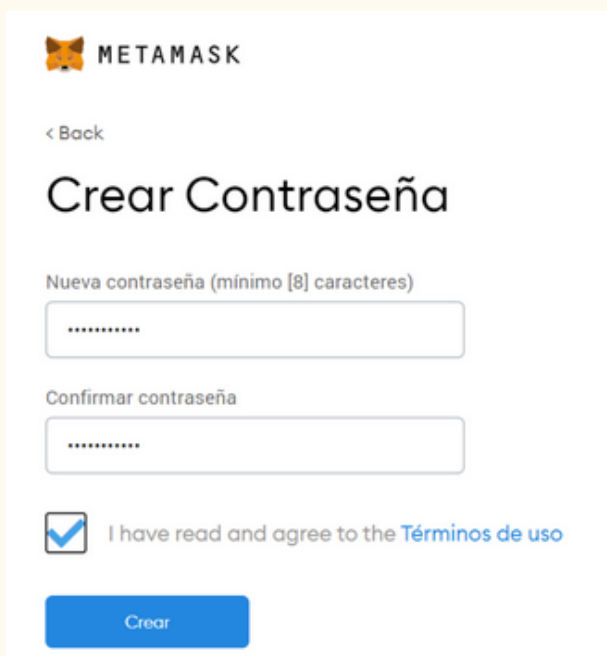 METAMASK
< Back
Crear Contraseña
Nueva contraseña (mínimo [8] caracteres)
•••••••••••
Confirmar contraseña
•••••••••••
I have read and agree to the Términos de uso
Crear